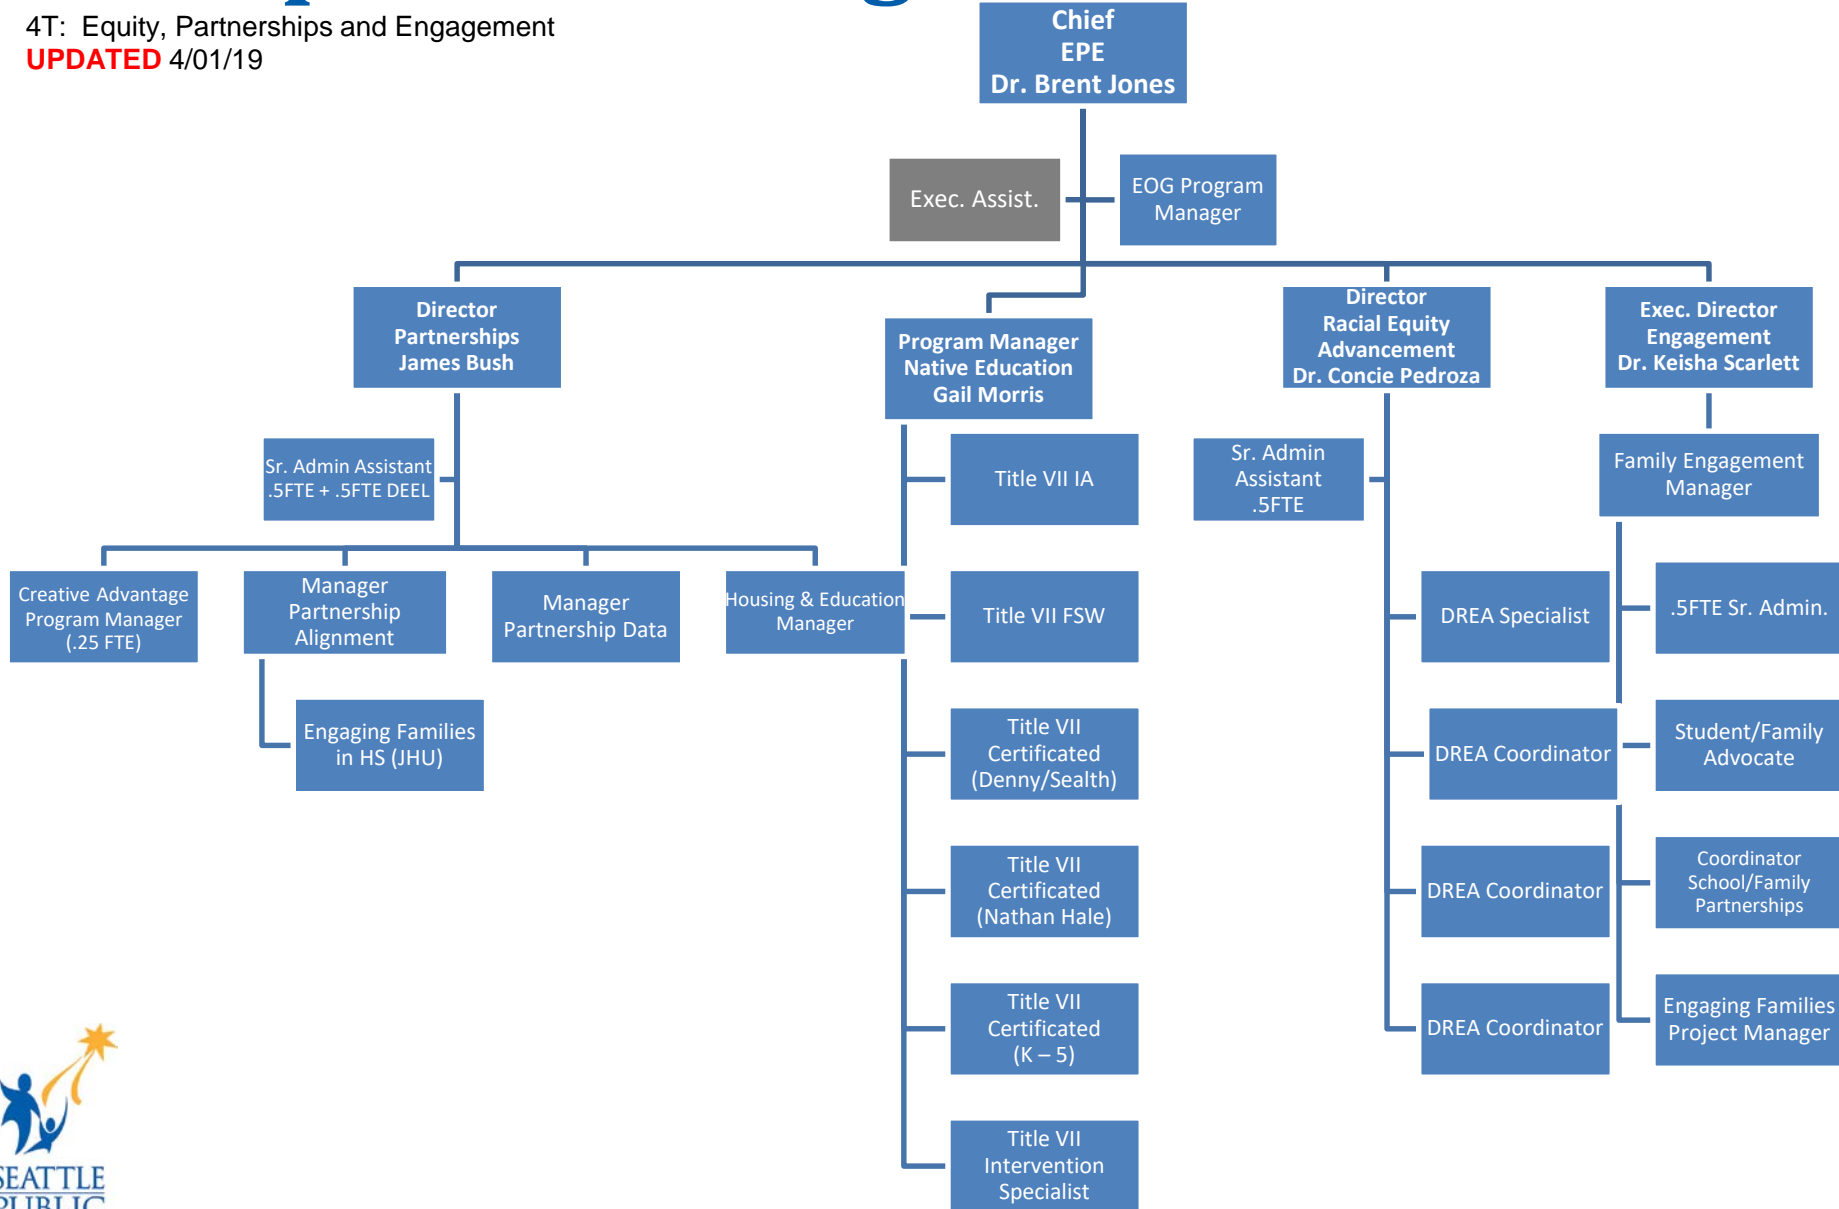 4T: Equity, Partnerships and Engagement
UPDATED 4/01/19
Chief
EPE
Dr. Brent Jones
Exec. Assist.
EOG Program
Manager
Director
Partnerships
James Bush
Program Manager
Native Education
Gail Morris
Director
Racial Equity
Advancement
Dr. Concie Pedroza
Exec. Director
Engagement
Dr. Keisha Scarlett
Sr. Admin Assistant
.5FTE + .5FTE DEEL
Creative Advantage
Program Manager
(.25 FTE)
Manager
Partnership
Alignment
Manager
Partnership Data
Housing & Education
Manager
Engaging Families
in HS (JHU)
Title VII IA
Title VII FSW
Title VII
Certificated
(Denny/Sealth)
Title VII
Certificated
(Nathan Hale)
Title VII
Certificated
(K – 5)
Title VII
Intervention
Specialist
Sr. Admin
Assistant
.5FTE
DREA Specialist
DREA Coordinator
DREA Coordinator
DREA Coordinator
Family Engagement
Manager
.5FTE Sr. Admin.
Student/Family
Advocate
Coordinator
School/Family
Partnerships
Engaging Families
Project Manager
SEATTLE
PUBLIC